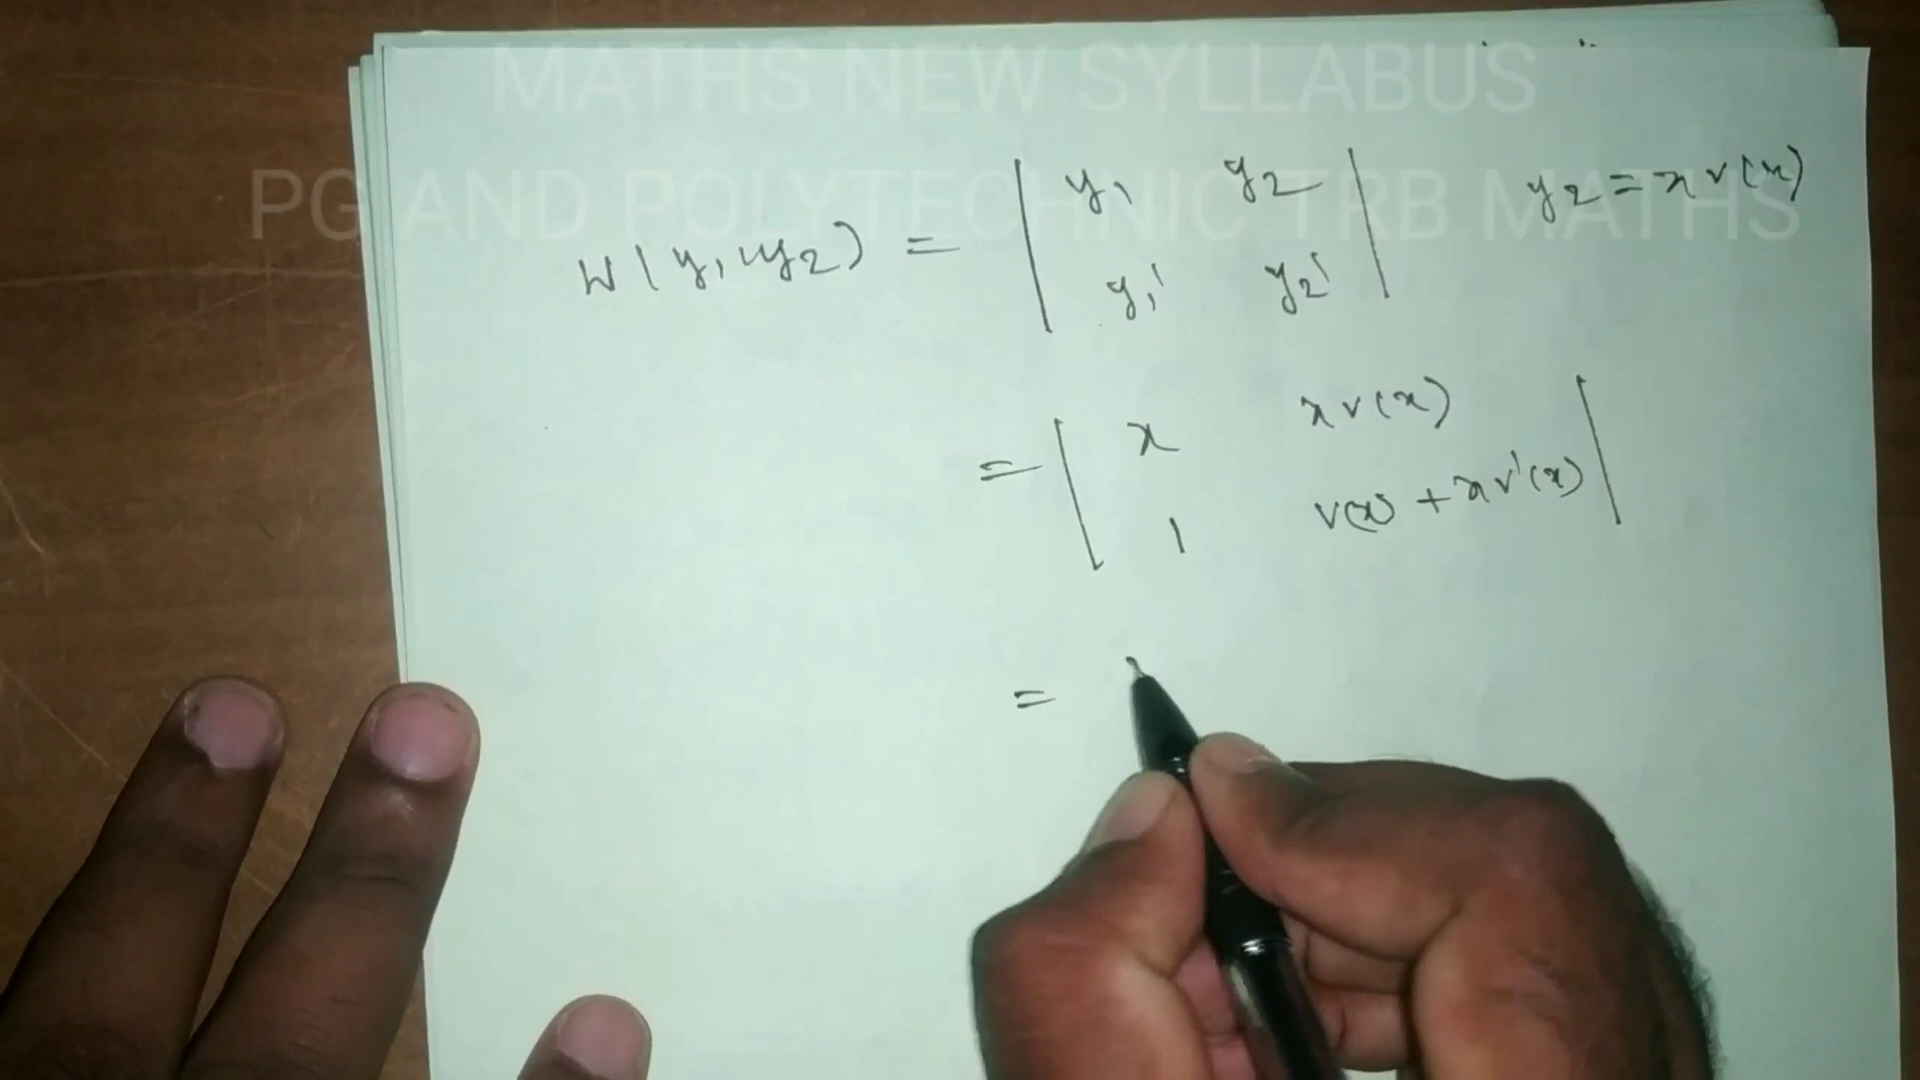 MATHS NEW SYLLABUS
PG AND POLYTECHNIC TRB MATHS
W(y₁, y₂) = | y₁ y₂ | y₂ = x v(x)
| y₁' y₂' |
= | x x v(x) |
| 1 v(x) + x v'(x) |
=